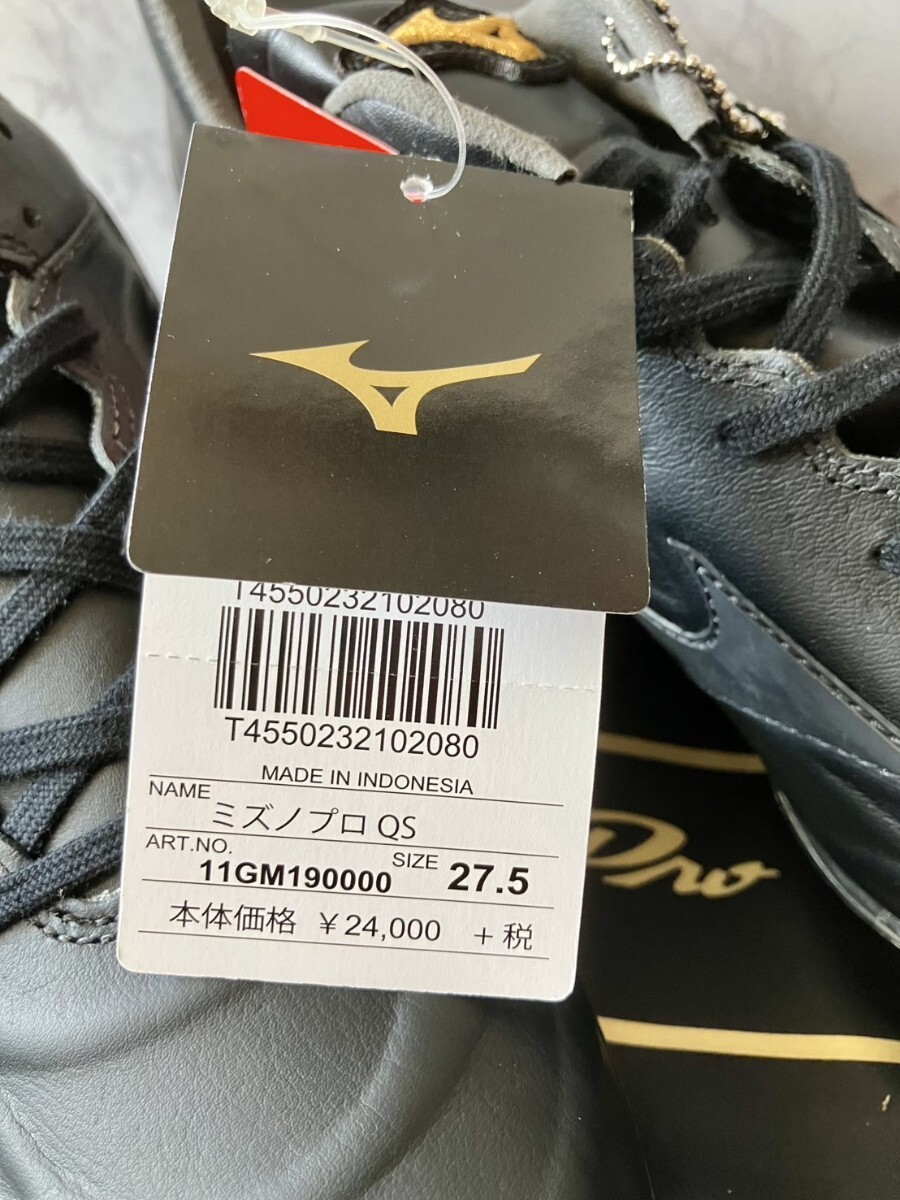 T4550232102080
T4550232102080
MADE IN INDONESIA
NAME
ミズノプロ QS
ART.NO.
11GM190000
SIZE
27.5
本体価格 ￥24,000 + 税
Pro